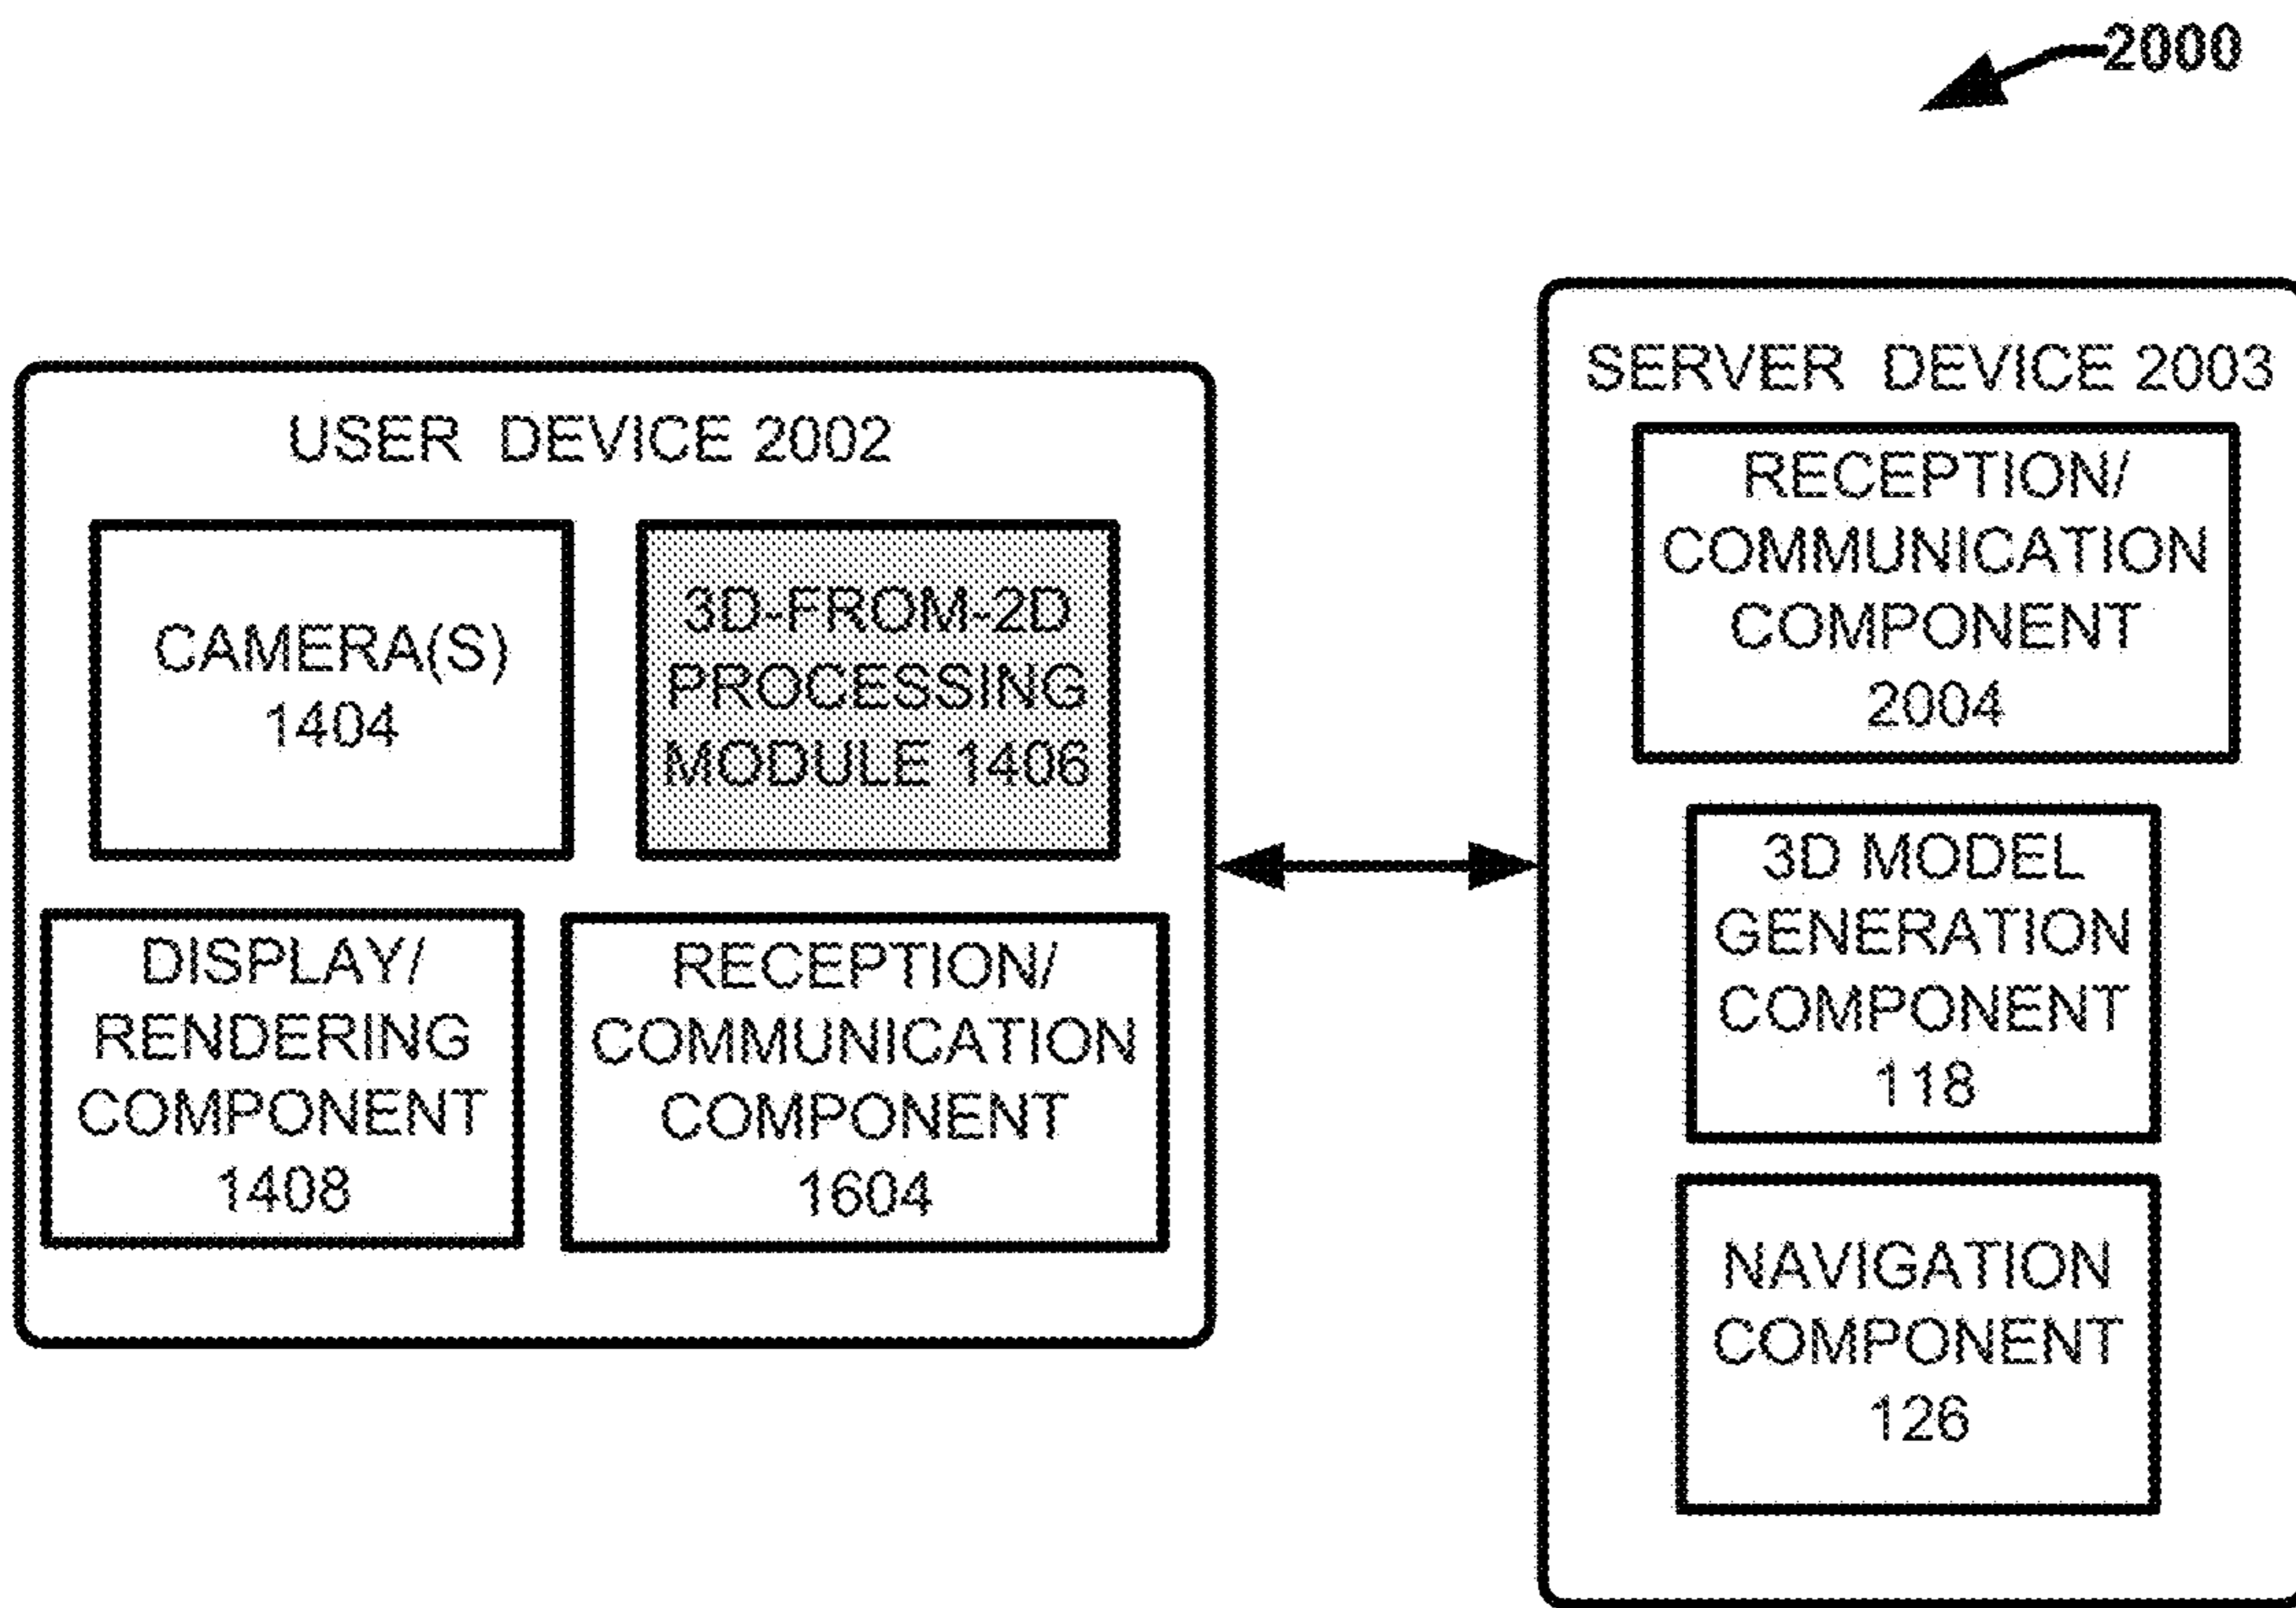 2000
USER DEVICE 2002
CAMERA(S)
1404
3D-FROM-2D
PROCESSING
MODULE 1406
DISPLAY/
RENDERING
COMPONENT
1408
RECEPTION/
COMMUNICATION
COMPONENT
1604
SERVER DEVICE 2003
RECEPTION/
COMMUNICATION
COMPONENT
2004
3D MODEL
GENERATION
COMPONENT
118
NAVIGATION
COMPONENT
126